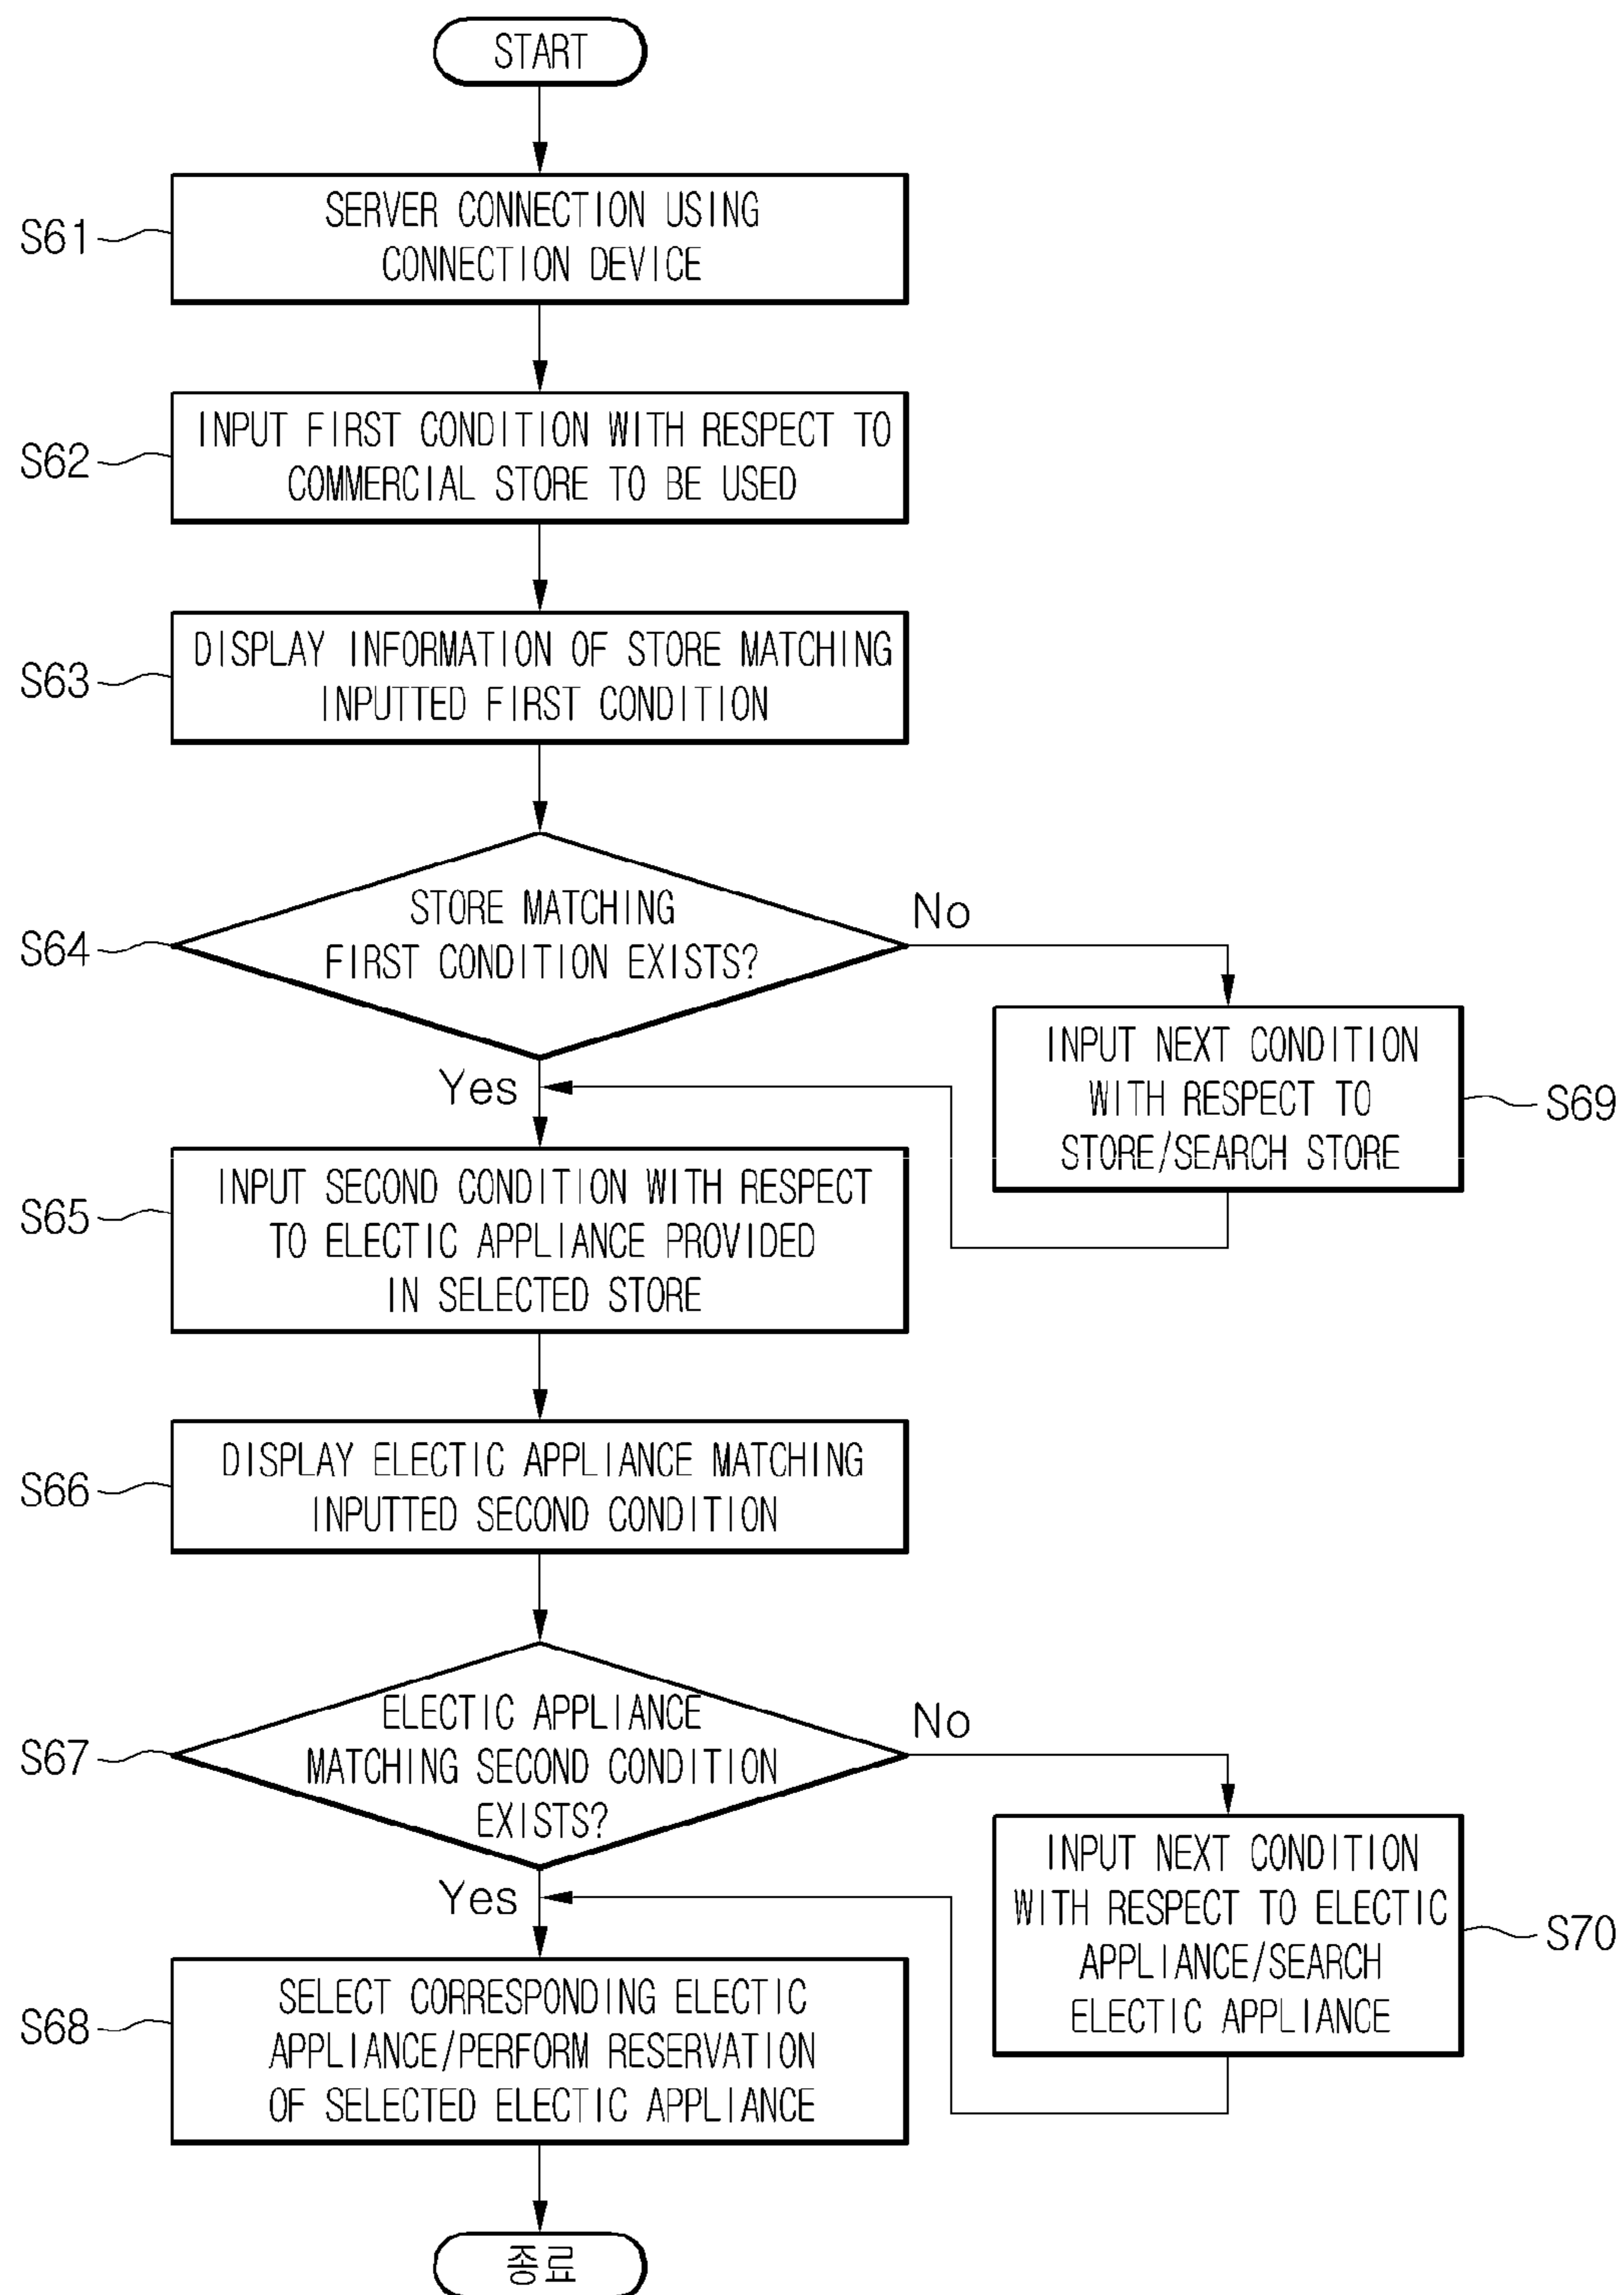 START
S61
SERVER CONNECTION USING
CONNECTION DEVICE
S62
INPUT FIRST CONDITION WITH RESPECT TO
COMMERCIAL STORE TO BE USED
S63
DISPLAY INFORMATION OF STORE MATCHING
INPUTTED FIRST CONDITION
S64
STORE MATCHING
FIRST CONDITION EXISTS?
No
Yes
INPUT NEXT CONDITION
WITH RESPECT TO
STORE/SEARCH STORE
S69
S65
INPUT SECOND CONDITION WITH RESPECT
TO ELECTIC APPLIANCE PROVIDED
IN SELECTED STORE
S66
DISPLAY ELECTIC APPLIANCE MATCHING
INPUTTED SECOND CONDITION
S67
ELECTIC APPLIANCE
MATCHING SECOND CONDITION
EXISTS?
No
Yes
INPUT NEXT CONDITION
WITH RESPECT TO ELECTIC
APPLIANCE/SEARCH
ELECTIC APPLIANCE
S70
S68
SELECT CORRESPONDING ELECTIC
APPLIANCE/PERFORM RESERVATION
OF SELECTED ELECTIC APPLIANCE
종료